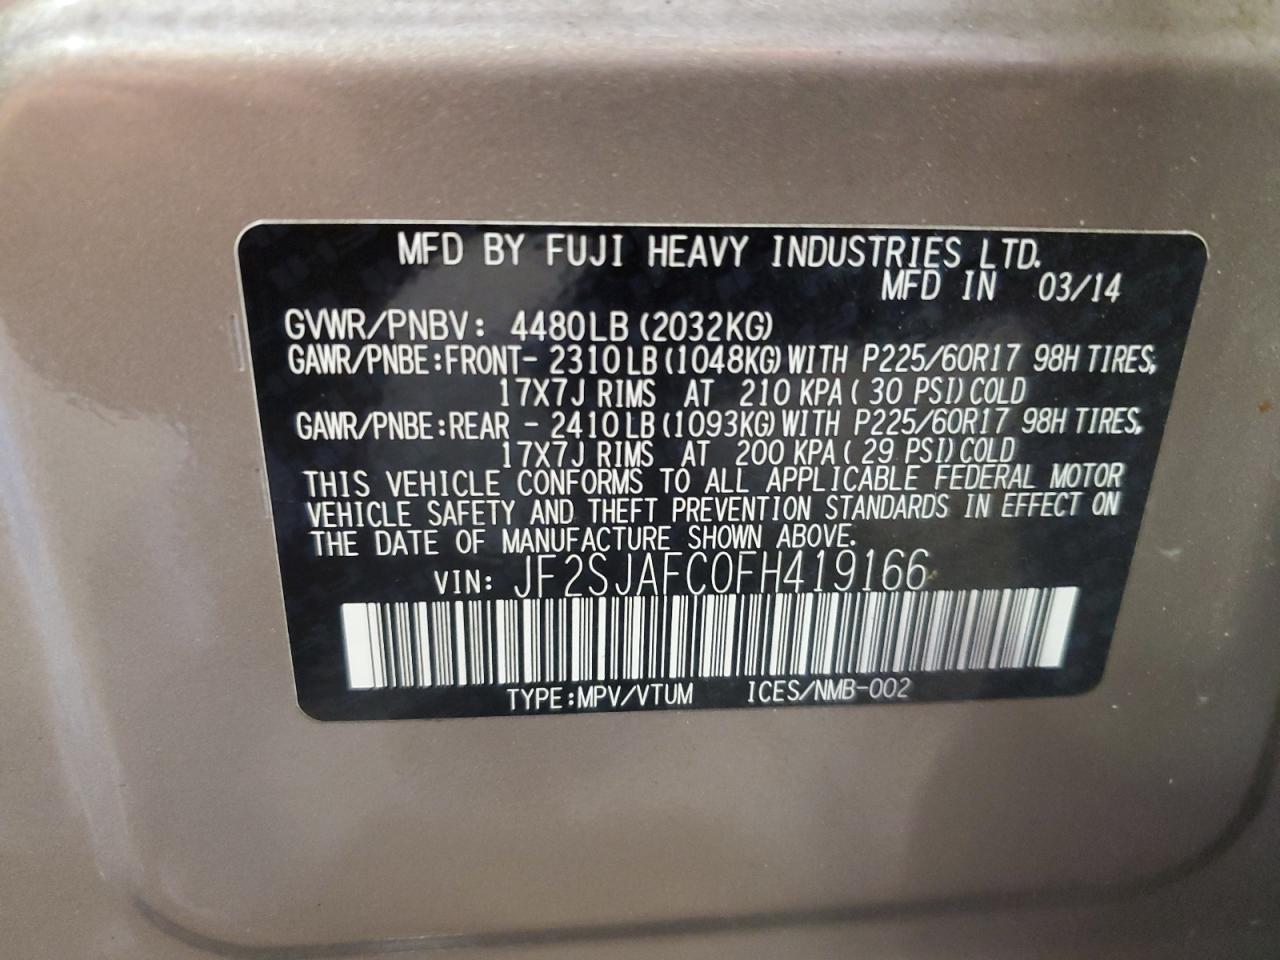 MFD BY FUJI HEAVY INDUSTRIES LTD.
MFD IN 03/14
GVWR/PNBV: 4480LB (2032KG)
GAWR/PNBE:FRONT- 2310 LB (1048KG) WITH P225/60R17 98H TIRES,
17X7J RIMS AT 210 KPA ( 30 PSI) COLD
GAWR/PNBE:REAR - 2410 LB (1093KG) WITH P225/60R17 98H TIRES,
17X7J RIMS AT 200 KPA ( 29 PSI) COLD
THIS VEHICLE CONFORMS TO ALL APPLICABLE FEDERAL MOTOR
VEHICLE SAFETY AND THEFT PREVENTION STANDARDS IN EFFECT ON
THE DATE OF MANUFACTURE SHOWN ABOVE.
VIN: JF2SJAFC0FH419166
TYPE:MPV/VTUM ICES/NMB-002